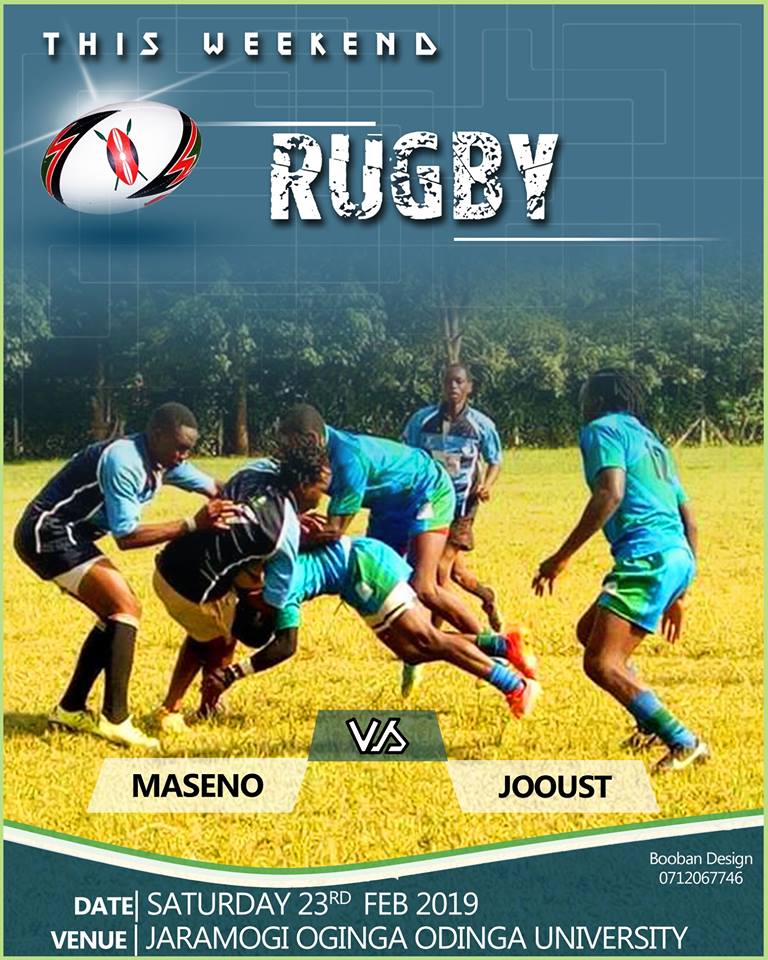 THIS WEEKEND
RUGBY
VS
MASENO
JOOUST
Booban Design
0712067746
DATE| SATURDAY 23RD FEB 2019
VENUE| JARAMOGI OGINGA ODINGA UNIVERSITY